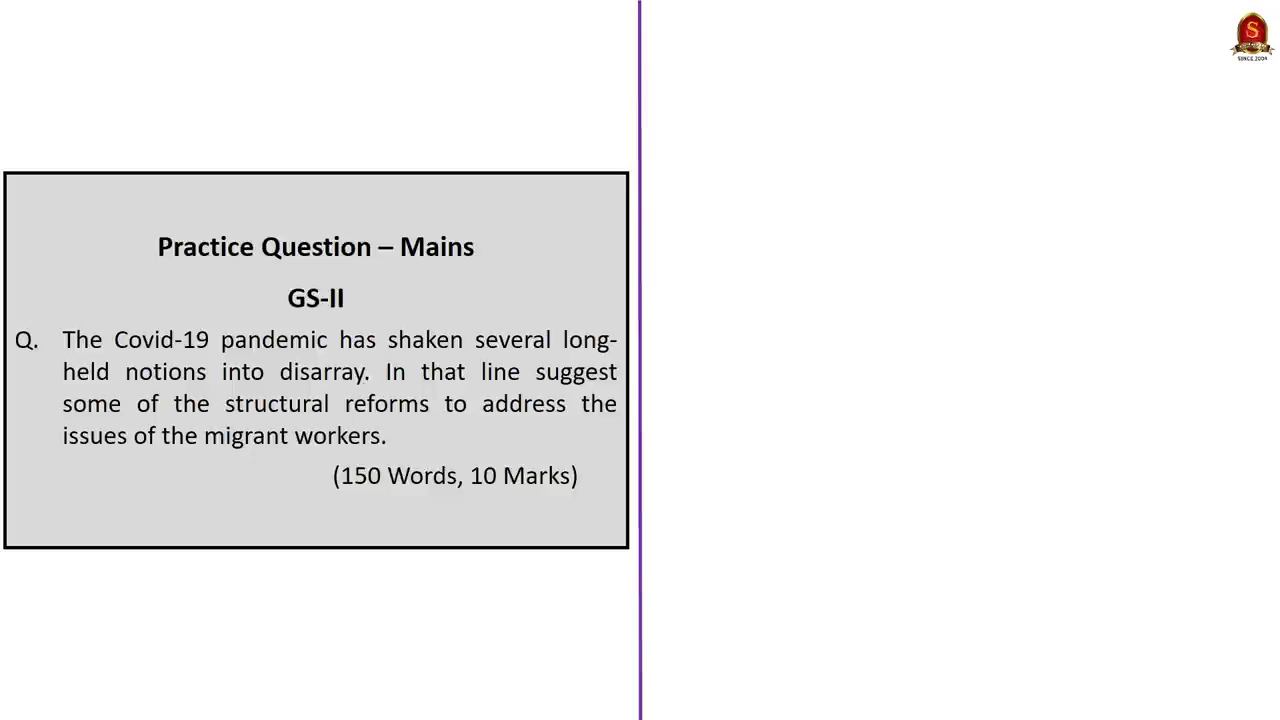 Practice Question – Mains
GS-II
Q. The Covid-19 pandemic has shaken several long-
held notions into disarray. In that line suggest
some of the structural reforms to address the
issues of the migrant workers.
(150 Words, 10 Marks)
S
SINCE 2004